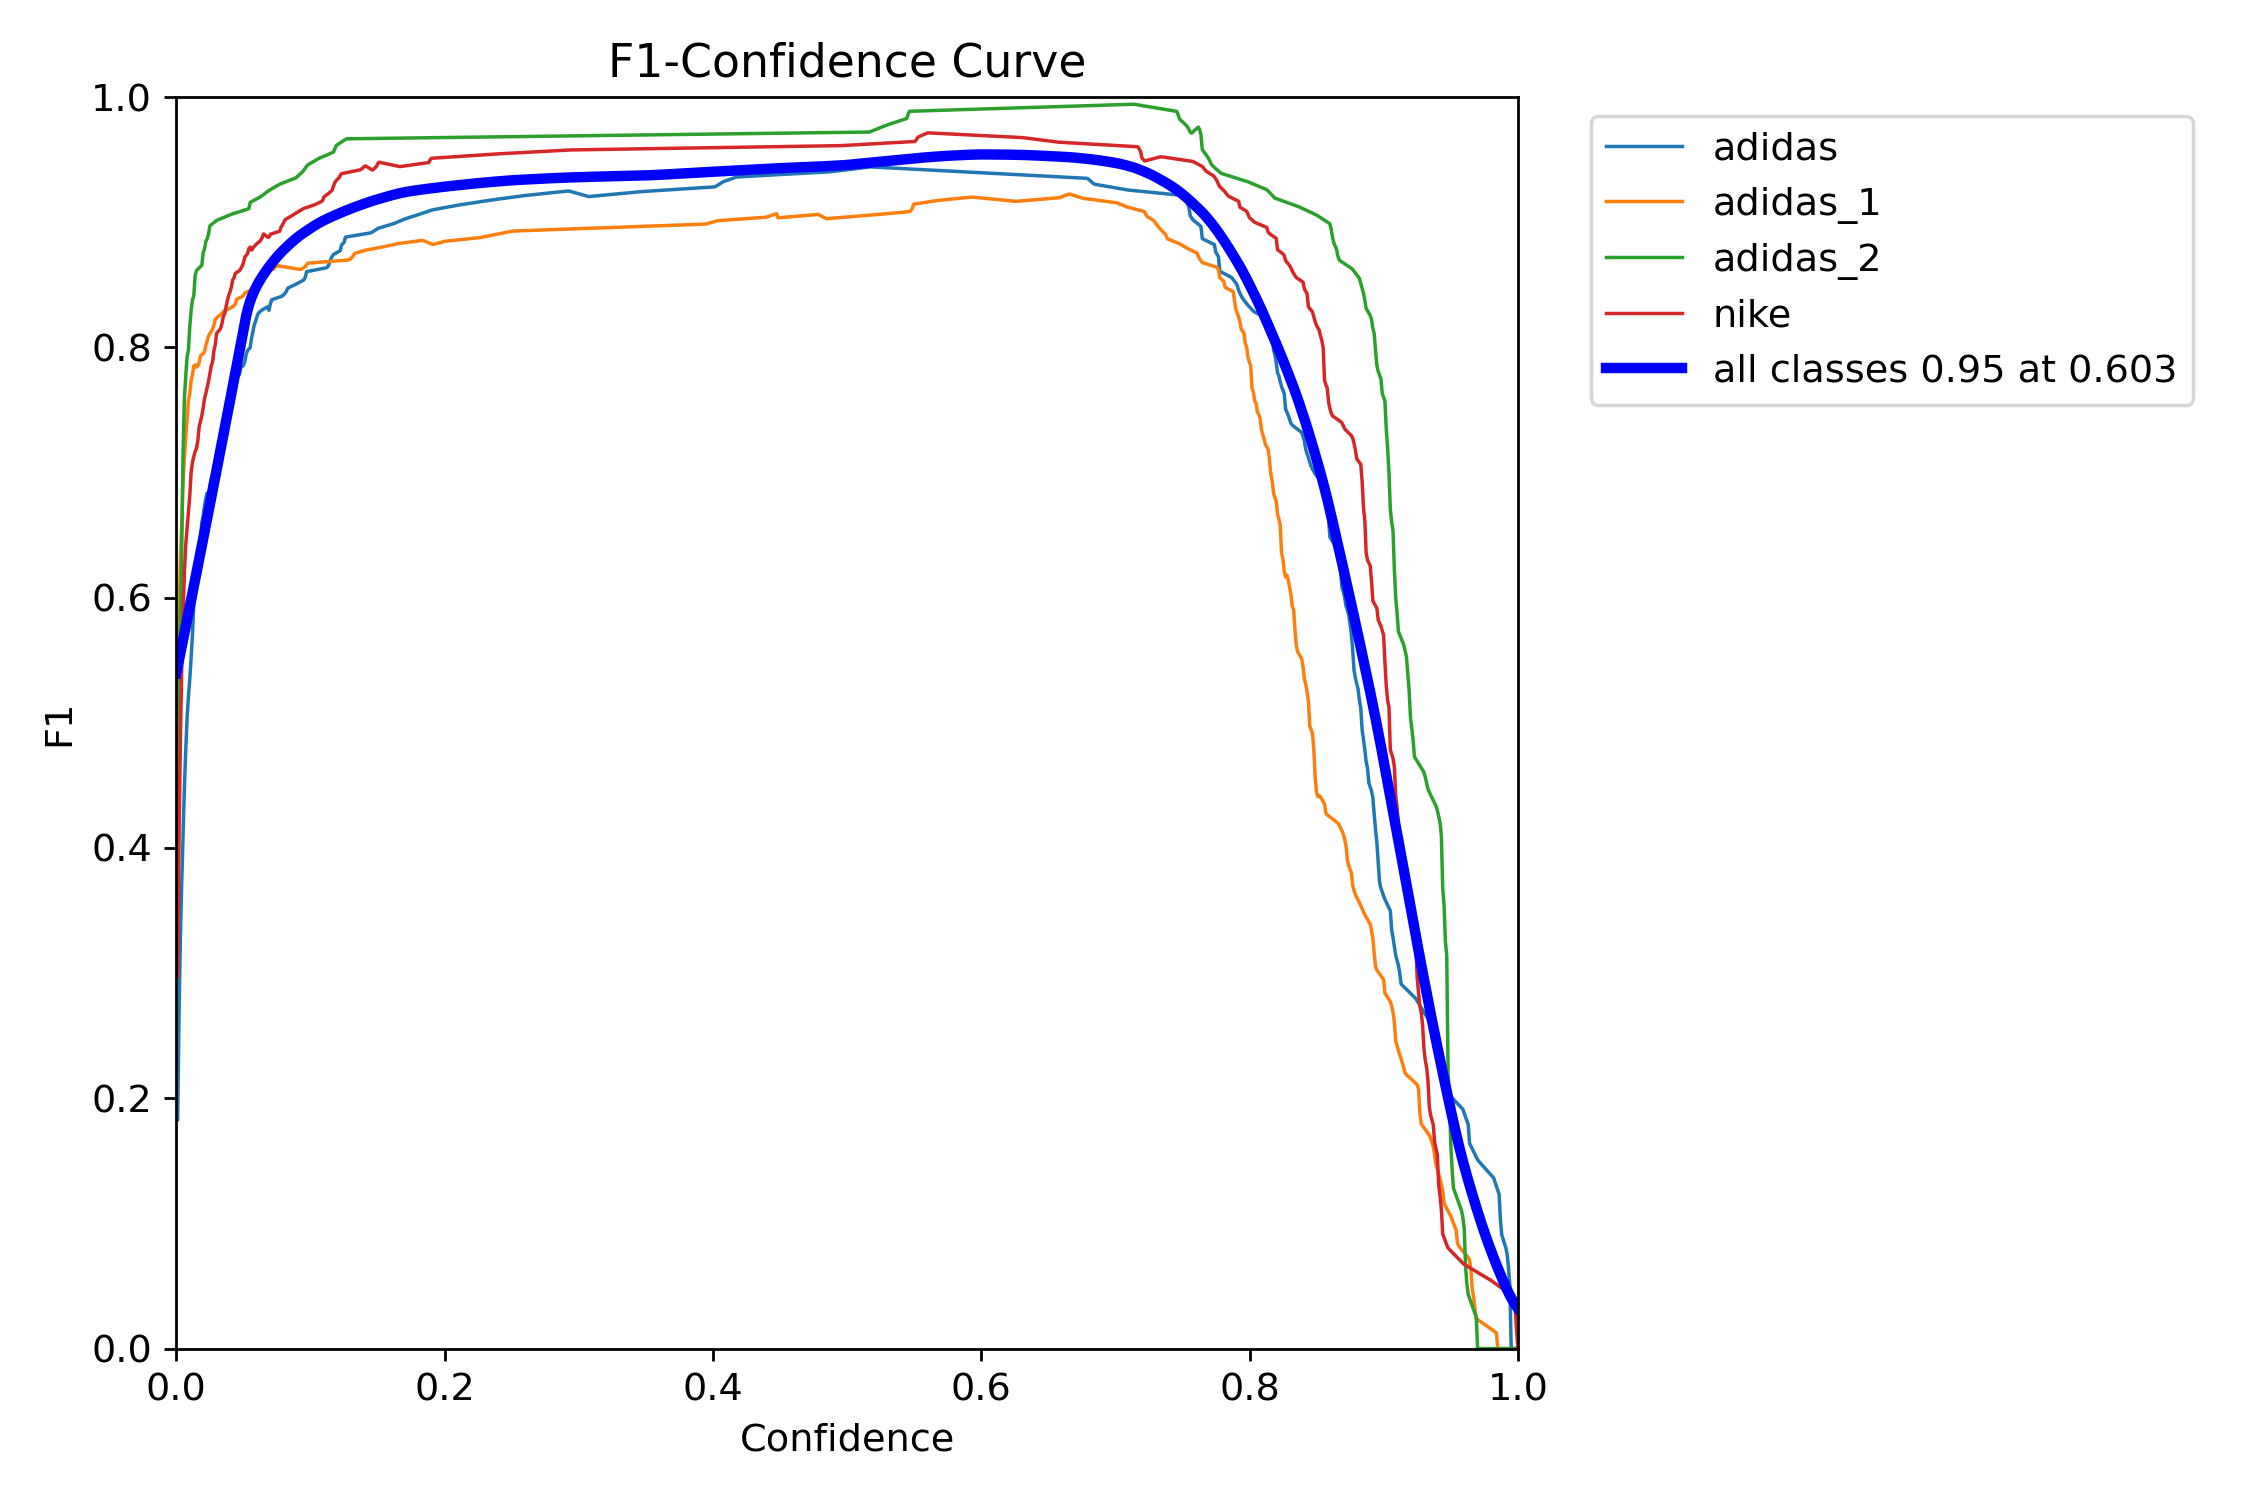 F1-Confidence Curve
1.0
0.8
0.6
0.4
0.2
0.0
F1
0.0 0.2 0.4 0.6 0.8 1.0
Confidence
adidas
adidas_1
adidas_2
nike
all classes 0.95 at 0.603